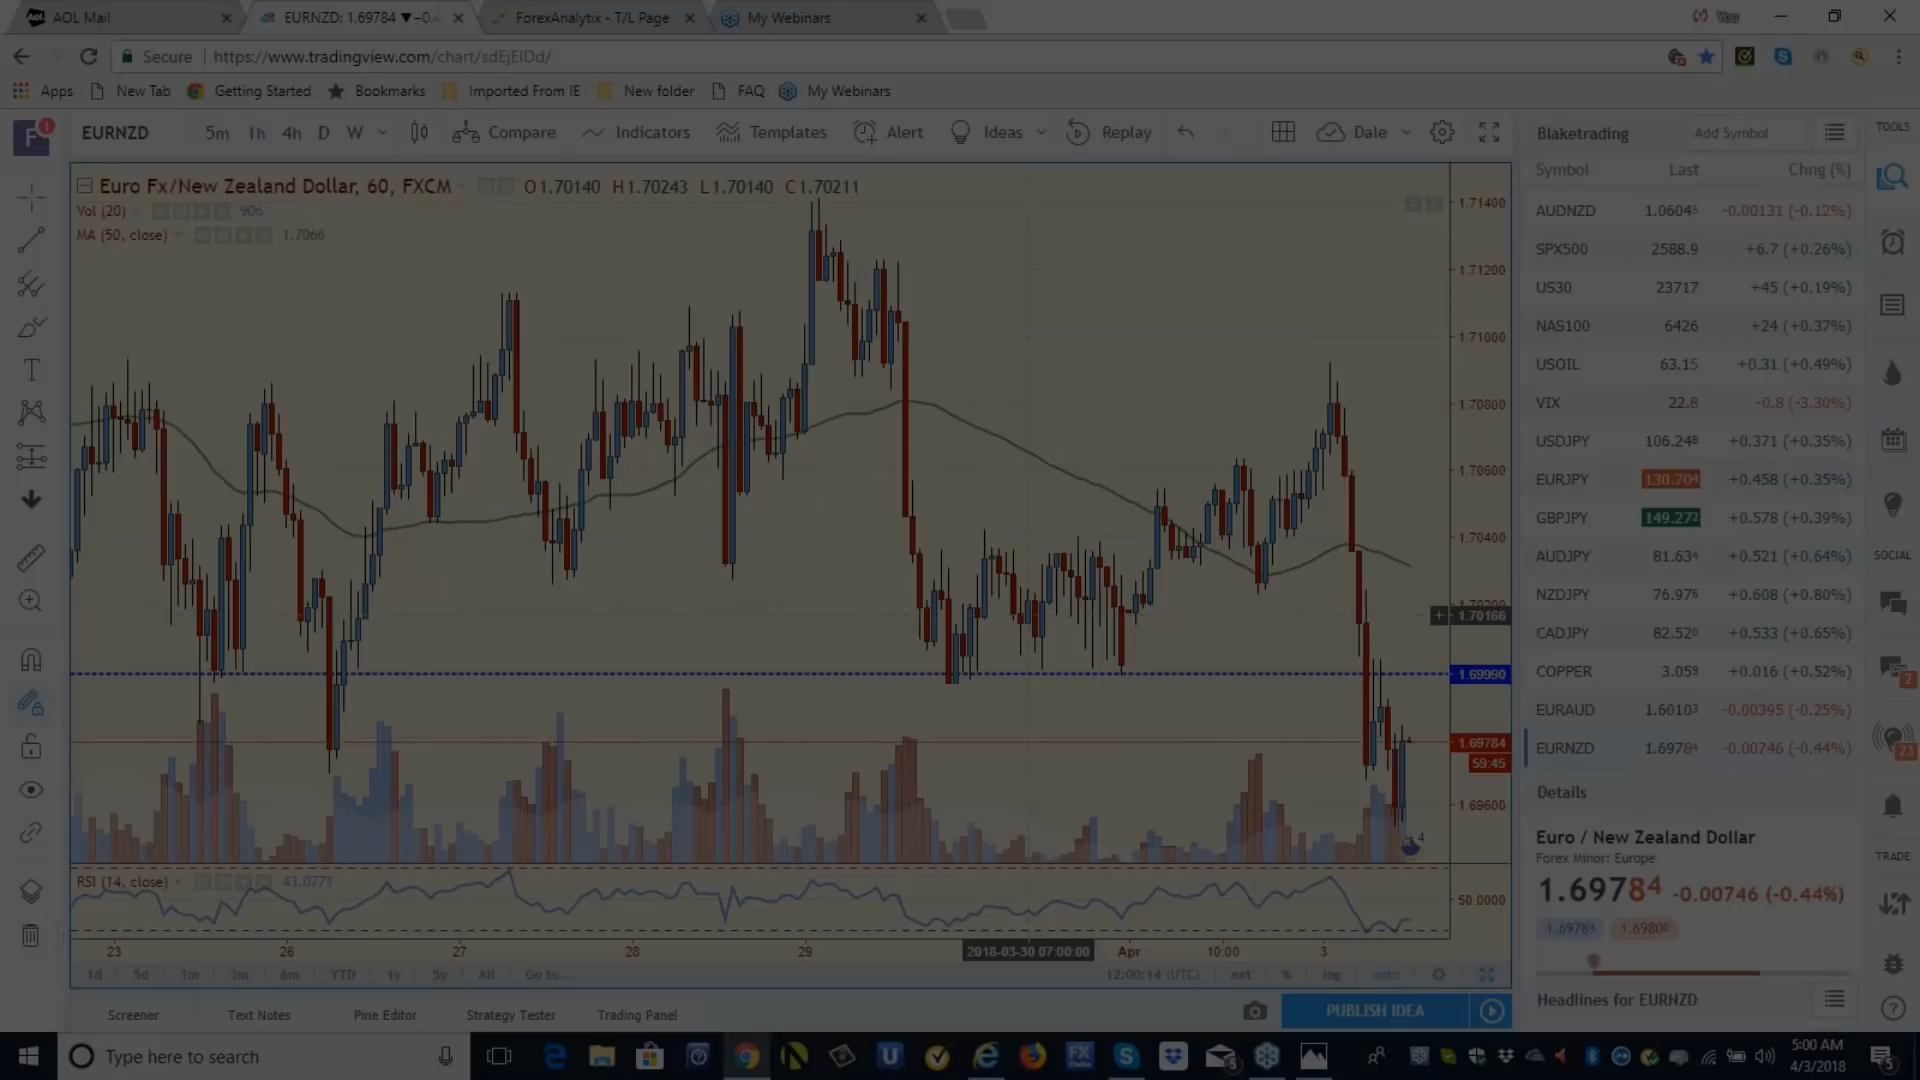 AOL Mail
EURNZD: 1.69784 ▼−0.4
ForexAnalytix - T/L Page
My Webinars
You
Secure
https://www.tradingview.com/chart/sdEjElDd/
Apps
New Tab
Getting Started
Bookmarks
Imported From IE
New folder
FAQ
My Webinars
F 1
EURNZD
5m 1h 4h D W
Compare
Indicators
Templates
Alert
Ideas
Replay
Dale
Euro Fx/New Zealand Dollar, 60, FXCM
O1.70140 H1.70243 L1.70140 C1.70211
Vol (20) 906
MA (50, close) 1.7066
1.71400
1.71200
1.71000
1.70800
1.70600
1.70400
1.70166
1.69990
1.69784
59:45
1.69600
4
RSI (14, close) 43.0771
50.0000
23 26 27 28 29 2018-03-30 07:00:00 Apr 10:00 3
1d 5d 1m 3m 6m YTD 1y 5y All Go to...
12:00:14 (UTC) ext % log auto
Screener
Text Notes
Pine Editor
Strategy Tester
Trading Panel
PUBLISH IDEA
Blaketrading
Add Symbol
Symbol Last Chng (%)
AUDNZD 1.06045 -0.00131 (-0.12%)
SPX500 2588.9 +6.7 (+0.26%)
US30 23717 +45 (+0.19%)
NAS100 6426 +24 (+0.37%)
USOIL 63.15 +0.31 (+0.49%)
VIX 22.8 -0.8 (-3.30%)
USDJPY 106.248 +0.371 (+0.35%)
EURJPY 130.704 +0.458 (+0.35%)
GBPJPY 149.272 +0.578 (+0.39%)
AUDJPY 81.634 +0.521 (+0.64%)
NZDJPY 76.976 +0.608 (+0.80%)
CADJPY 82.528 +0.533 (+0.65%)
COPPER 3.059 +0.016 (+0.52%)
EURAUD 1.60103 -0.00395 (-0.25%)
EURNZD 1.69784 -0.00746 (-0.44%)
Details
Euro / New Zealand Dollar
Forex Minor: Europe
1.69784 -0.00746 (-0.44%)
1.69784 1.69800
Headlines for EURNZD
TOOLS
SOCIAL
2
23
TRADE
Type here to search
5:00 AM
4/3/2018